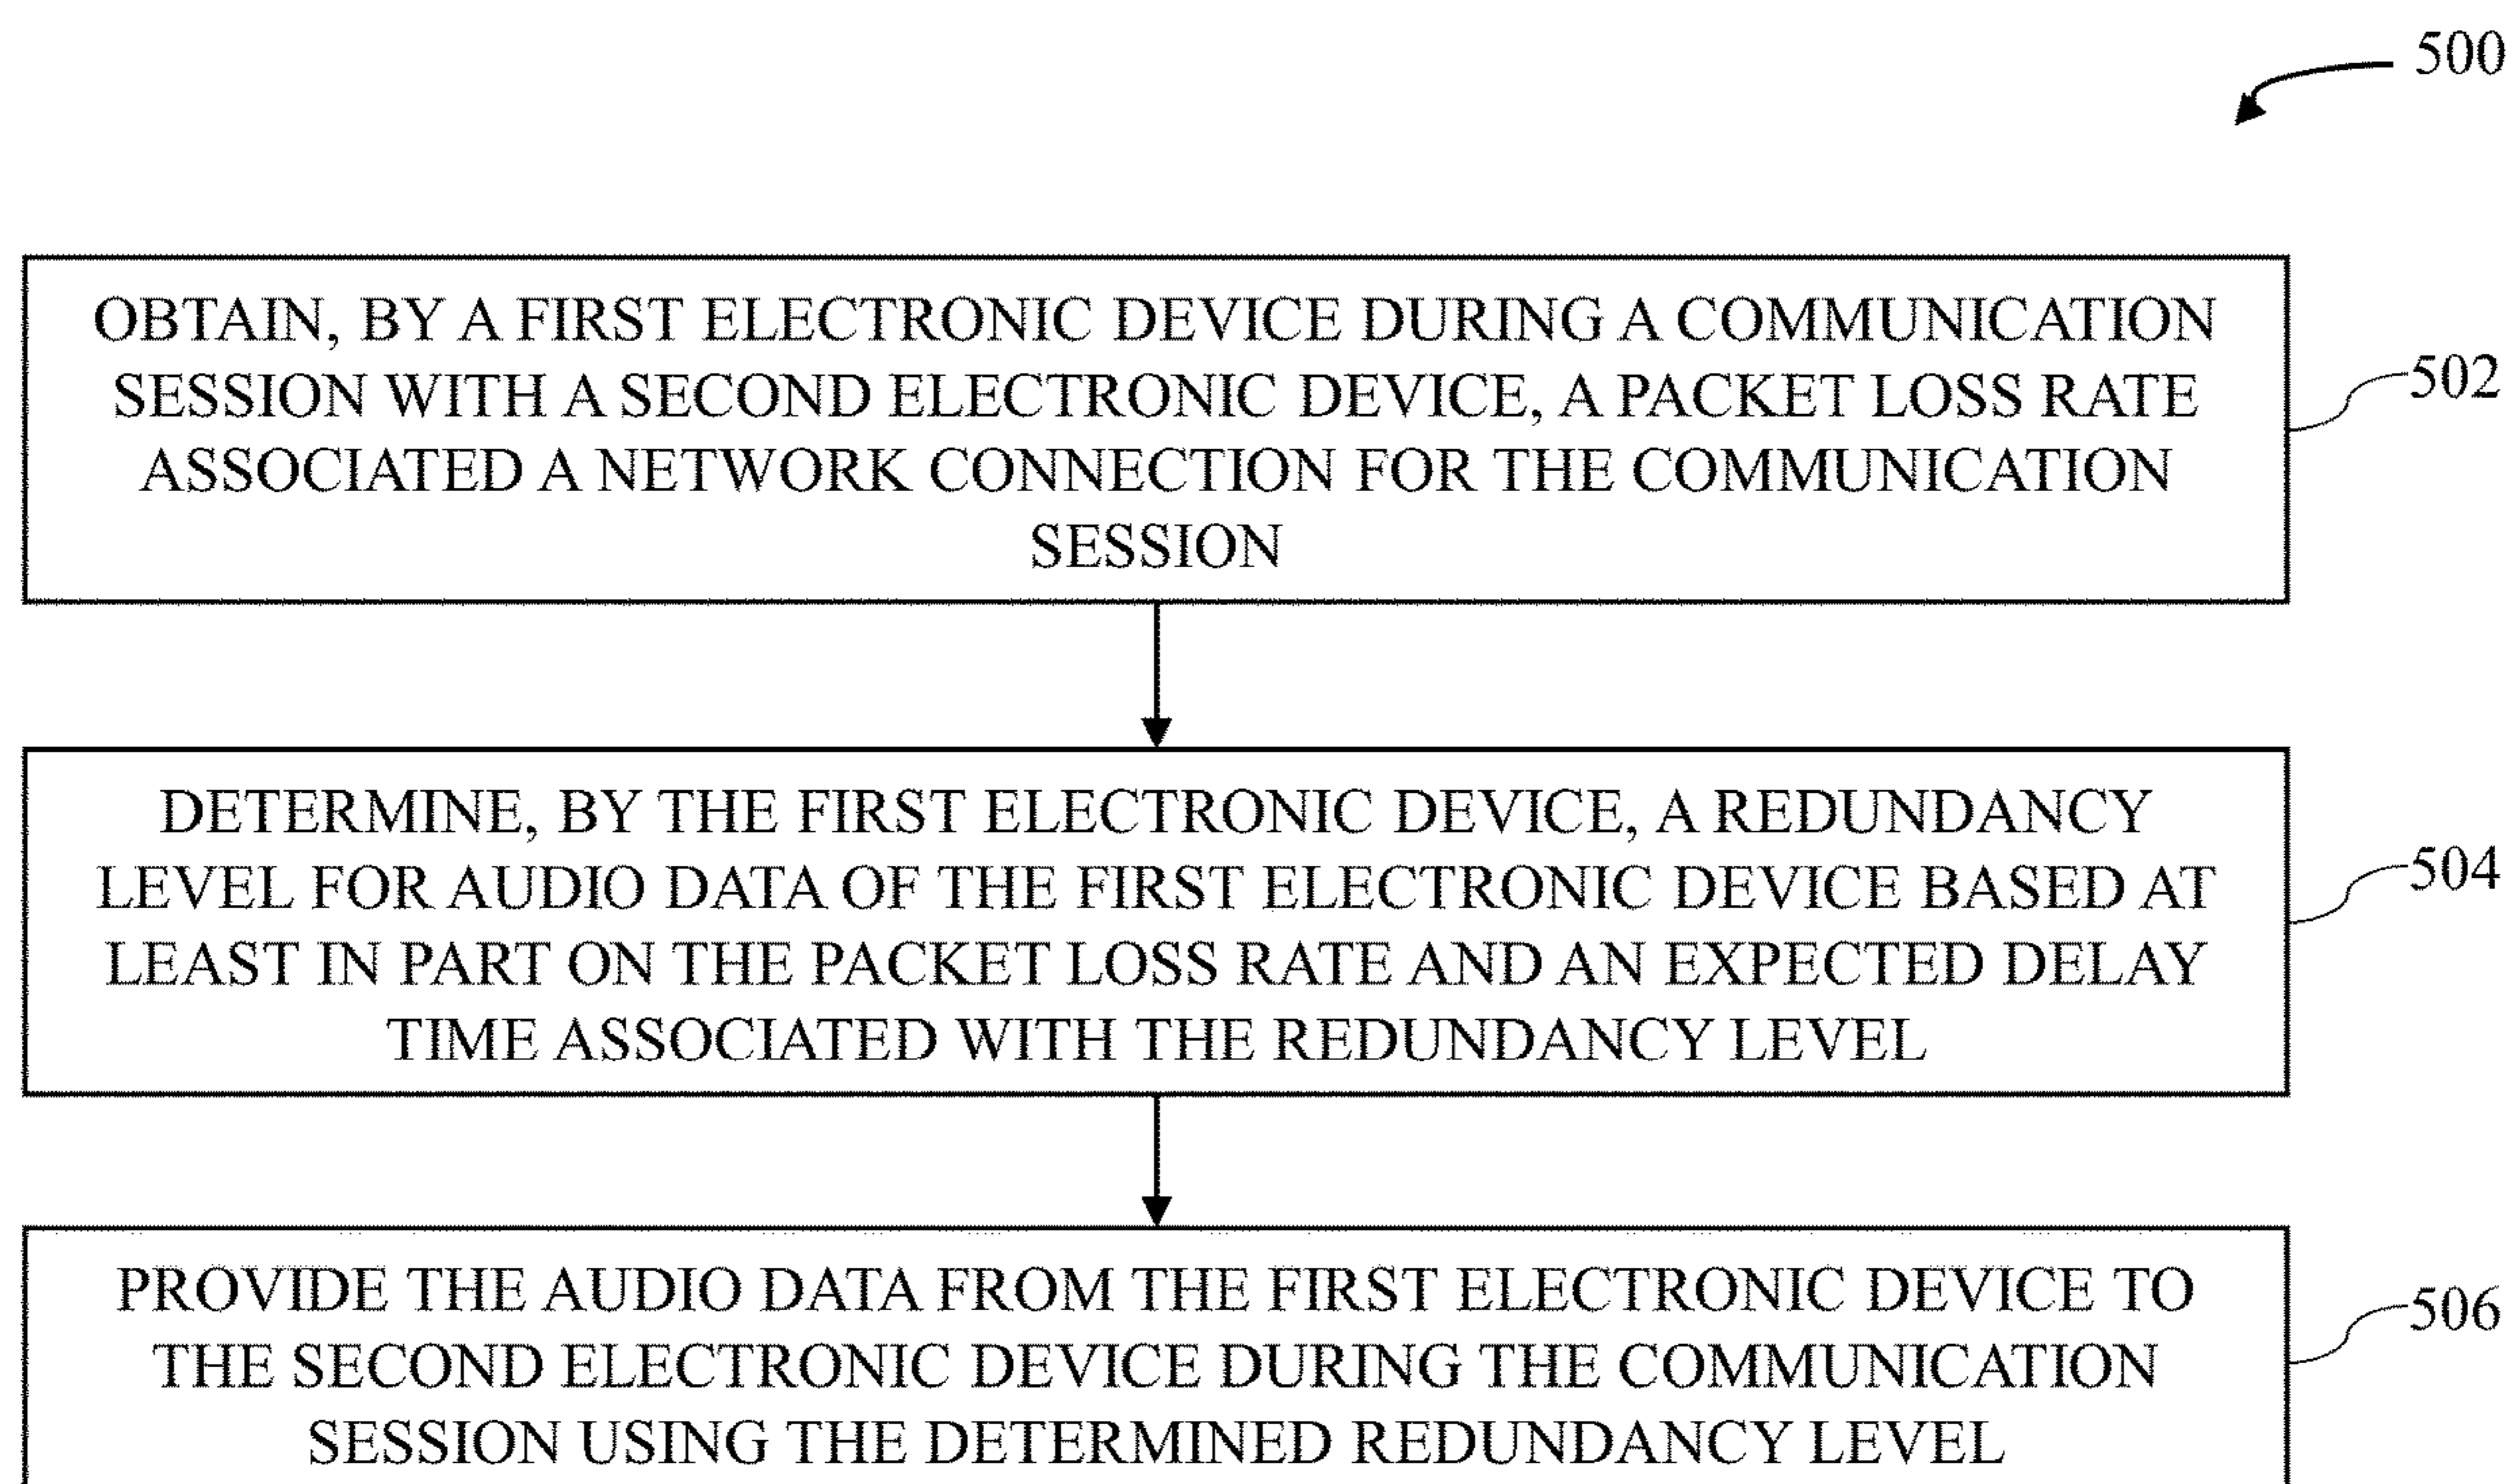 500
OBTAIN, BY A FIRST ELECTRONIC DEVICE DURING A COMMUNICATION
SESSION WITH A SECOND ELECTRONIC DEVICE, A PACKET LOSS RATE
ASSOCIATED A NETWORK CONNECTION FOR THE COMMUNICATION
SESSION
502
DETERMINE, BY THE FIRST ELECTRONIC DEVICE, A REDUNDANCY
LEVEL FOR AUDIO DATA OF THE FIRST ELECTRONIC DEVICE BASED AT
LEAST IN PART ON THE PACKET LOSS RATE AND AN EXPECTED DELAY
TIME ASSOCIATED WITH THE REDUNDANCY LEVEL
504
PROVIDE THE AUDIO DATA FROM THE FIRST ELECTRONIC DEVICE TO
THE SECOND ELECTRONIC DEVICE DURING THE COMMUNICATION
SESSION USING THE DETERMINED REDUNDANCY LEVEL
506